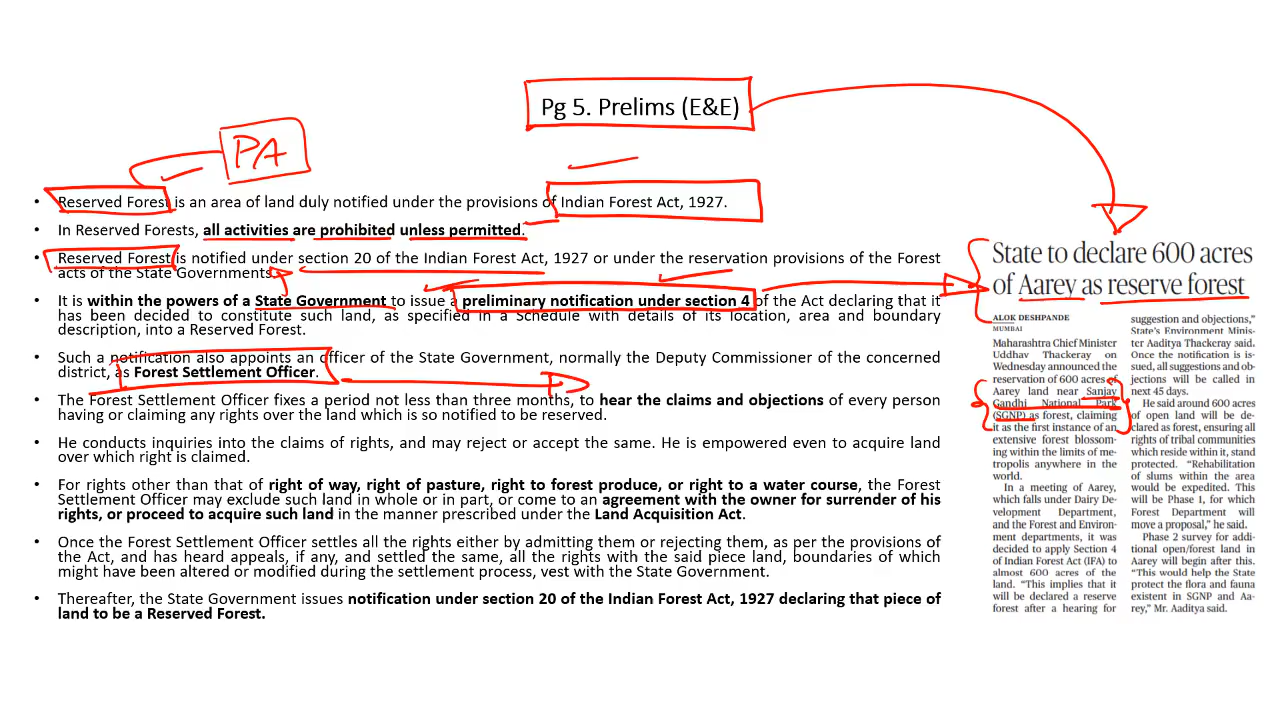 Pg 5. Prelims (E&E)
PA
• Reserved Forest is an area of land duly notified under the provisions of Indian Forest Act, 1927.
• In Reserved Forests, all activities are prohibited unless permitted.
• Reserved Forest is notified under section 20 of the Indian Forest Act, 1927 or under the reservation provisions of the Forest
acts of the State Governments.
• It is within the powers of a State Government to issue a preliminary notification under section 4 of the Act declaring that it
has been decided to constitute such land, as specified in a Schedule with details of its location, area and boundary
description, into a Reserved Forest.
• Such a notification also appoints an officer of the State Government, normally the Deputy Commissioner of the concerned
district, as Forest Settlement Officer.
• The Forest Settlement Officer fixes a period not less than three months, to hear the claims and objections of every person
having or claiming any rights over the land which is so notified to be reserved.
• He conducts inquiries into the claims of rights, and may reject or accept the same. He is empowered even to acquire land
over which right is claimed.
• For rights other than that of right of way, right of pasture, right to forest produce, or right to a water course, the Forest
Settlement Officer may exclude such land in whole or in part, or come to an agreement with the owner for surrender of his
rights, or proceed to acquire such land in the manner prescribed under the Land Acquisition Act.
• Once the Forest Settlement Officer settles all the rights either by admitting them or rejecting them, as per the provisions of
the Act, and has heard appeals, if any, and settled the same, all the rights with the said piece land, boundaries of which
might have been altered or modified during the settlement process, vest with the State Government.
• Thereafter, the State Government issues notification under section 20 of the Indian Forest Act, 1927 declaring that piece of
land to be a Reserved Forest.
State to declare 600 acres
of Aarey as reserve forest
ALOK DESHPANDE
MUMBAI
Maharashtra Chief Minister
Uddhav Thackeray on
Wednesday announced the
reservation of 600 acres of
Aarey land near Sanjay
Gandhi National Park
(SGNP) as forest, claiming
it as the first instance of an
extensive forest blossom-
ing within the limits of me-
tropolis anywhere in the
world.
In a meeting of Aarey,
which falls under Dairy De-
velopment Department,
and the Forest and Environ-
ment departments, it was
decided to apply Section 4
of Indian Forest Act (IFA) to
almost 600 acres of the
land. “This implies that it
will be declared a reserve
forest after a hearing for
suggestion and objections,”
State's Environment Minis-
ter Aaditya Thackeray said.
Once the notification is is-
sued, all suggestions and ob-
jections will be called in
next 45 days.
He said around 600 acres
of open land will be de-
clared as forest, ensuring all
rights of tribal communities
which reside within it, stand
protected. “Rehabilitation
of slums within the area
would be expedited. This
will be Phase 1, for which
Forest Department will
move a proposal,” he said.
Phase 2 survey for addi-
tional open/forest land in
Aarey will begin after this.
“This would help the State
protect the flora and fauna
existent in SGNP and Aa-
rey,” Mr. Aaditya said.